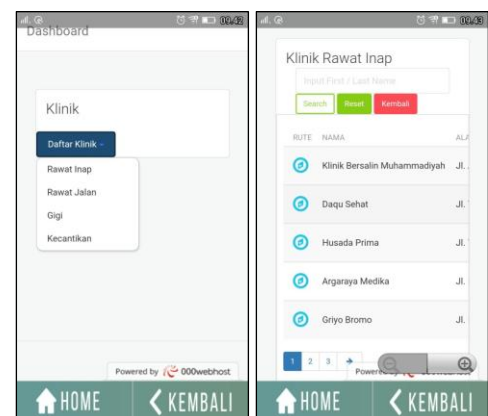 09.42
Dashboard
Klinik
Daftar Klinik
Rawat Inap
Rawat Jalan
Gigi
Kecantikan
Powered by 000webhost
HOME
KEMBALI
09.43
Klinik Rawat Inap
Input First / Last Name
Search
Reset
Kembali
RUTE NAMA ALA
Klinik Bersalin Muhammadiyah Jl.
Daqu Sehat Jl.
Husada Prima Jl.
Argaraya Medika Jl.
Griyo Bromo Jl.
1 2 3
Powere
HOME
KEMBALI